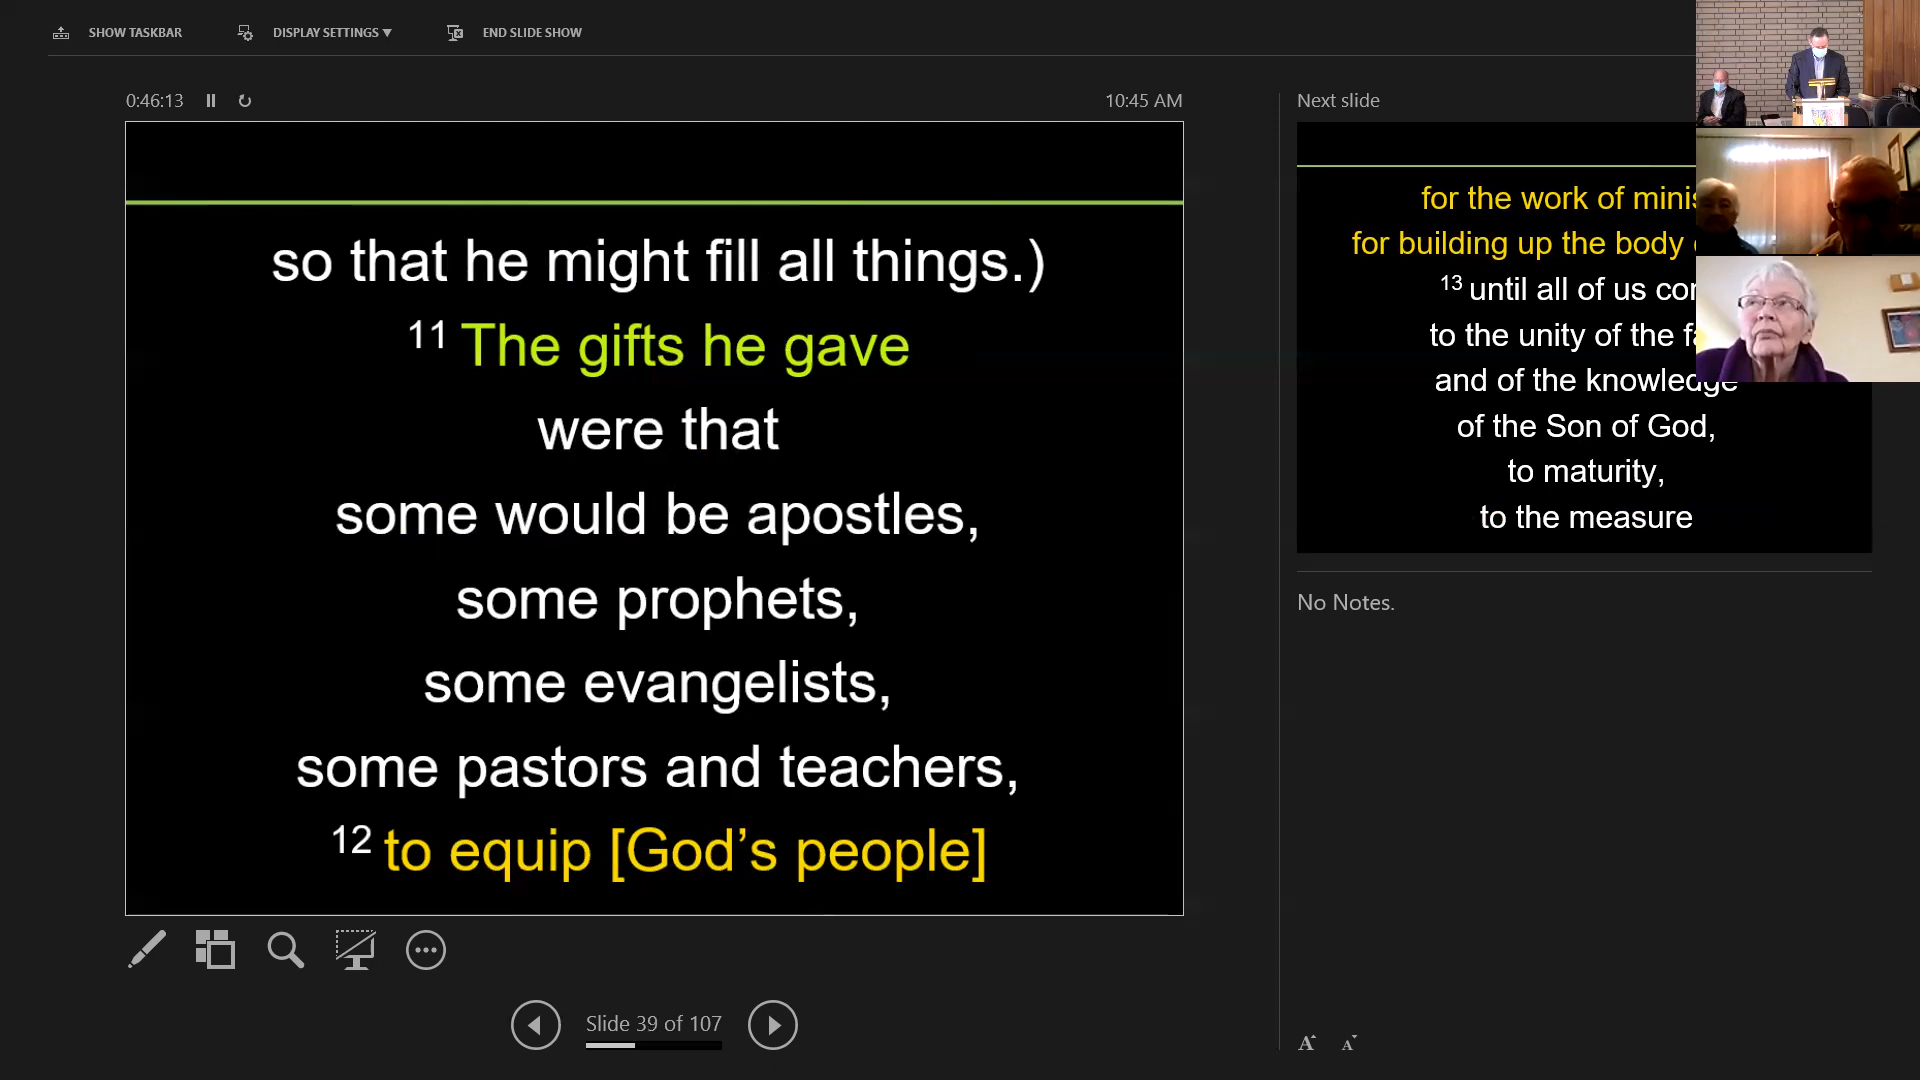 SHOW TASKBAR
DISPLAY SETTINGS ▼
END SLIDE SHOW
0:46:13
10:45 AM
so that he might fill all things.)
11 The gifts he gave
were that
some would be apostles,
some prophets,
some evangelists,
some pastors and teachers,
12 to equip [God’s people]
Slide 39 of 107
Next slide
for the work of
for building up the body
13 until all of us
to the unity of the
and of the knowledge
of the Son of God,
to maturity,
to the measure
No Notes.
A A